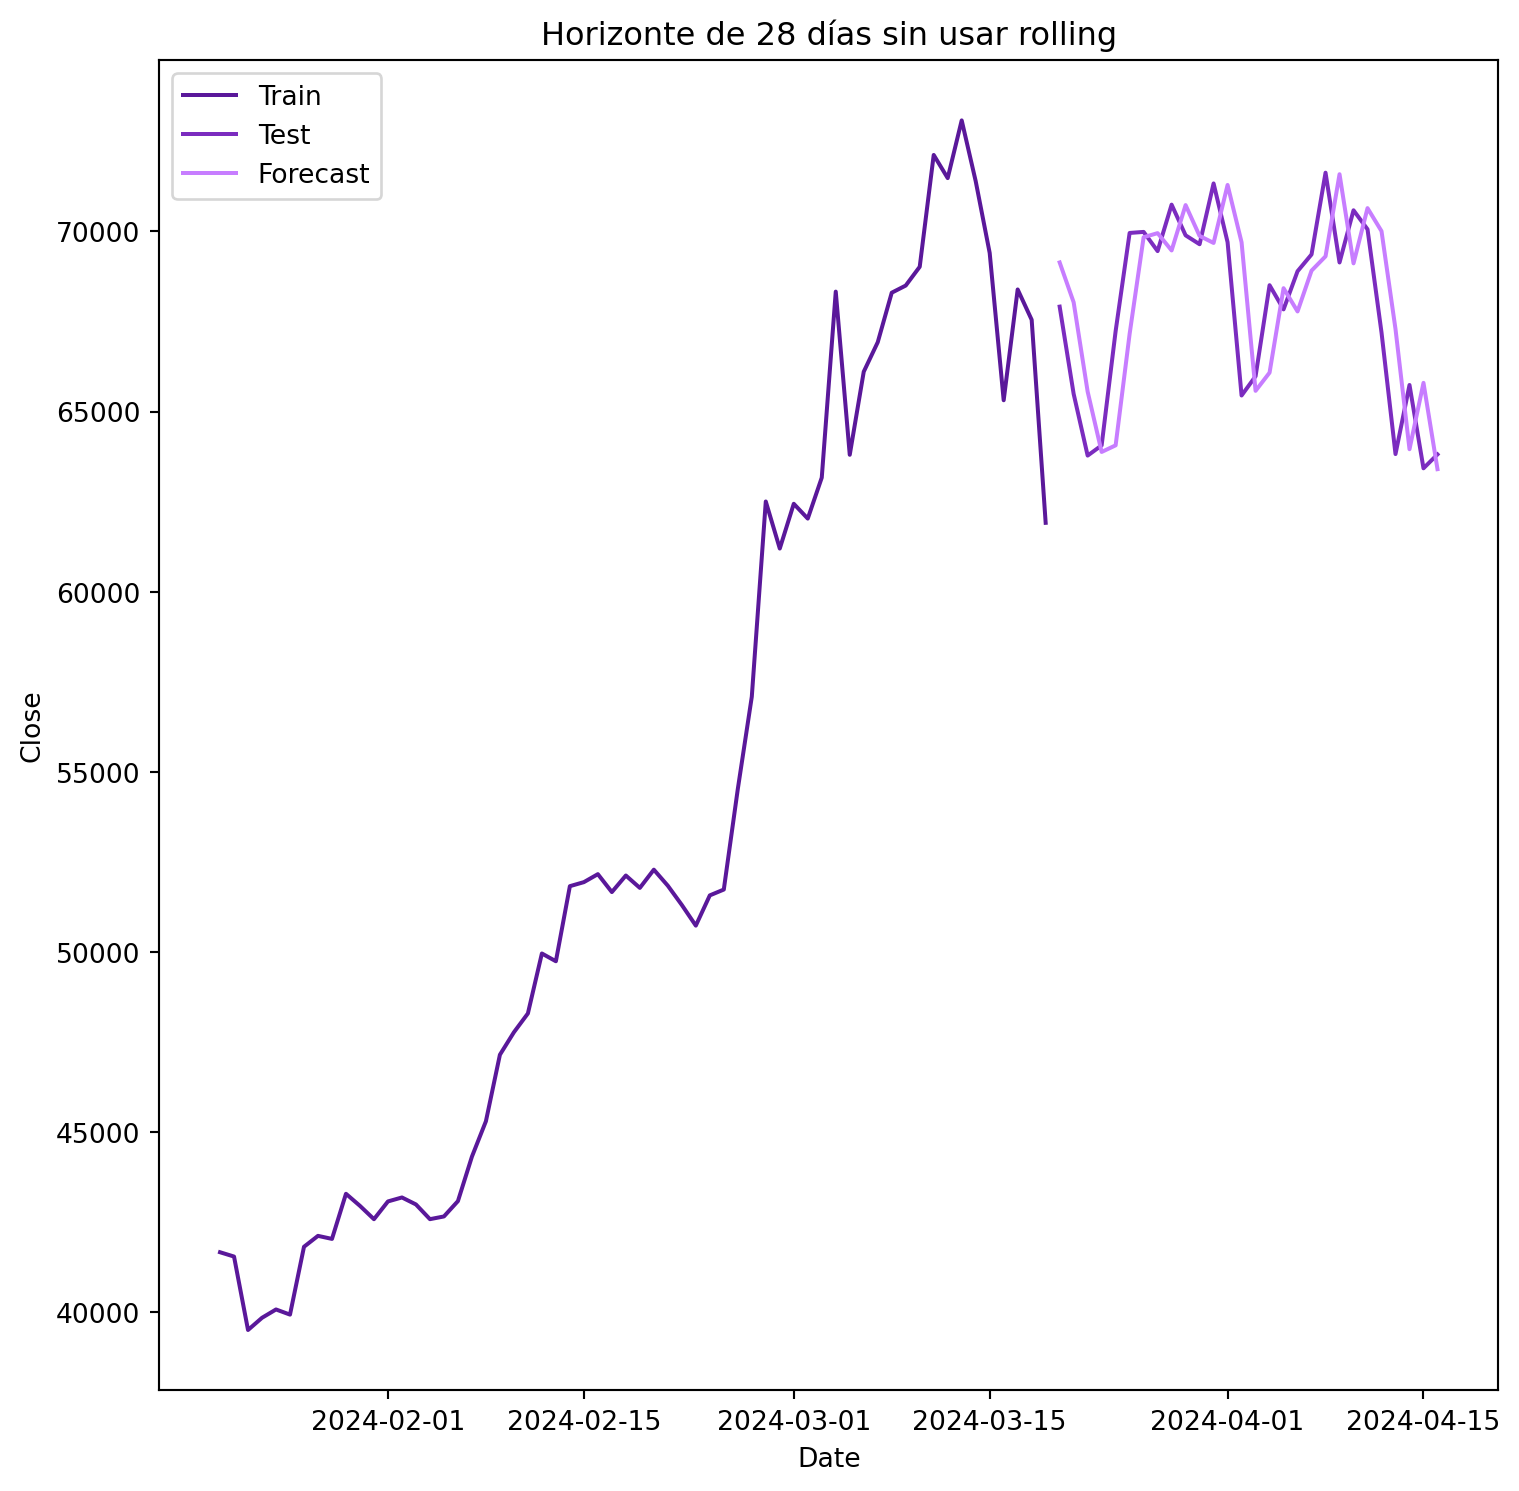 Horizonte de 28 días sin usar rolling
Train
Test
Forecast
70000
65000
60000
55000
50000
45000
40000
Close
2024-02-01
2024-02-15
2024-03-01
2024-03-15
2024-04-01
2024-04-15
Date